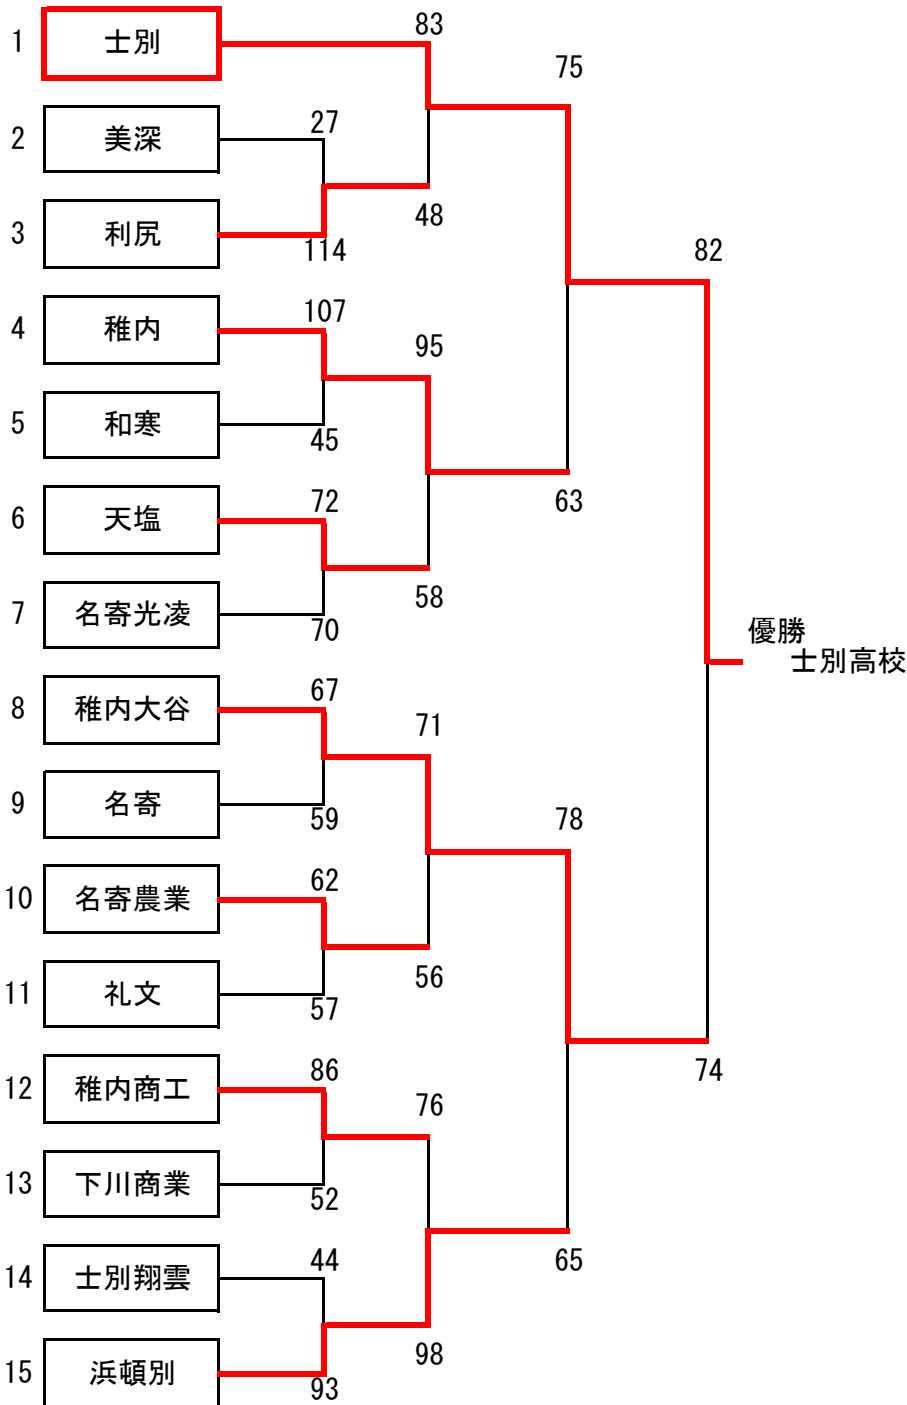 83
1 士別
75
2 美深 27
3 利尻 48
114 82
4 稚内 107
95
5 和寒 45
6 天塩 72 63
7 名寄光凌 70 58
優勝
士別高校
8 稚内大谷 67
71
9 名寄 59 78
10 名寄農業 62
11 礼文 57 56
12 稚内商工 86 74
76
13 下川商業 52
14 士別翔雲 44 65
15 浜頓別 93 98